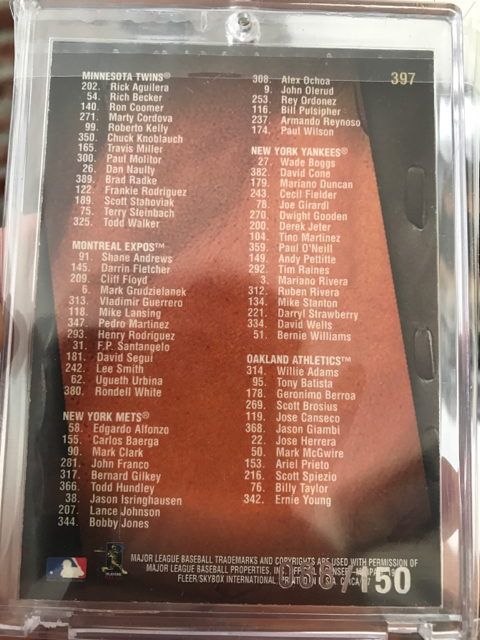 397
MINNESOTA TWINS®
202. Rick Aguilera
54. Rich Becker
140. Ron Coomer
271. Marty Cordova
99. Roberto Kelly
350. Chuck Knoblauch
165. Travis Miller
300. Paul Molitor
26. Dan Naulty
389. Brad Radke
122. Frankie Rodriguez
189. Scott Stahoviak
75. Terry Steinbach
325. Todd Walker
MONTREAL EXPOS™
91. Shane Andrews
145. Darrin Fletcher
209. Cliff Floyd
6. Mark Grudzielanek
313. Vladimir Guerrero
118. Mike Lansing
347. Pedro Martinez
293. Henry Rodriguez
31. F.P. Santangelo
181. David Segui
242. Lee Smith
62. Ugueth Urbina
380. Rondell White
NEW YORK METS®
58. Edgardo Alfonzo
155. Carlos Baerga
90. Mark Clark
281. John Franco
317. Bernard Gilkey
366. Todd Hundley
38. Jason Isringhausen
207. Lance Johnson
344. Bobby Jones
308. Alex Ochoa
9. John Olerud
253. Rey Ordonez
116. Bill Pulsipher
237. Armando Reynoso
174. Paul Wilson
NEW YORK YANKEES®
27. Wade Boggs
382. David Cone
179. Mariano Duncan
243. Cecil Fielder
78. Joe Girardi
270. Dwight Gooden
200. Derek Jeter
104. Tino Martinez
359. Paul O'Neill
149. Andy Pettitte
292. Tim Raines
3. Mariano Rivera
312. Ruben Rivera
134. Mike Stanton
221. Darryl Strawberry
334. David Wells
51. Bernie Williams
OAKLAND ATHLETICS™
314. Willie Adams
95. Tony Batista
178. Geronimo Berroa
269. Scott Brosius
119. Jose Canseco
368. Jason Giambi
22. Jose Herrera
50. Mark McGwire
153. Ariel Prieto
216. Scott Spiezio
76. Billy Taylor
342. Ernie Young
MAJOR LEAGUE BASEBALL TRADEMARKS AND COPYRIGHTS ARE USED WITH PERMISSION OF
MAJOR LEAGUE BASEBALL PROPERTIES, INC.
FLEER/SKYBOX INTERNATIONAL
/150